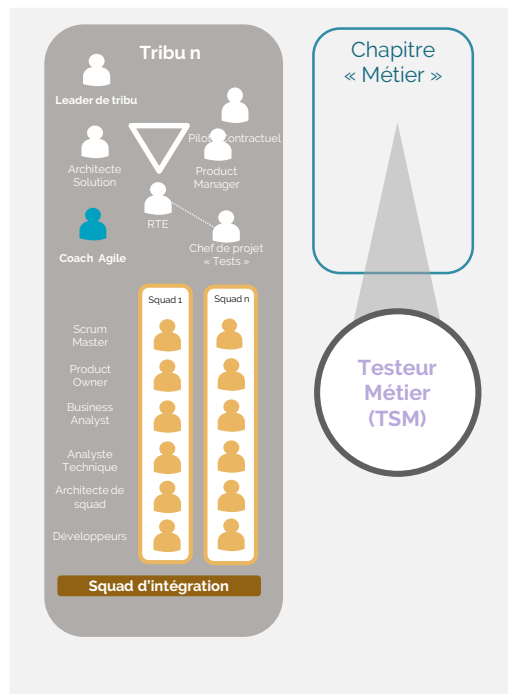 Tribu n
Leader de tribu
Pilote Contractuel
Architecte
Solution
Product
Manager
RTE
Coach Agile
Chef de projet
« Tests »
Squad 1
Squad n
Scrum
Master
Product
Owner
Business
Analyst
Analyste
Technique
Architecte de
squad
Développeurs
Squad d'intégration
Chapitre
« Métier »
Testeur
Métier
(TSM)